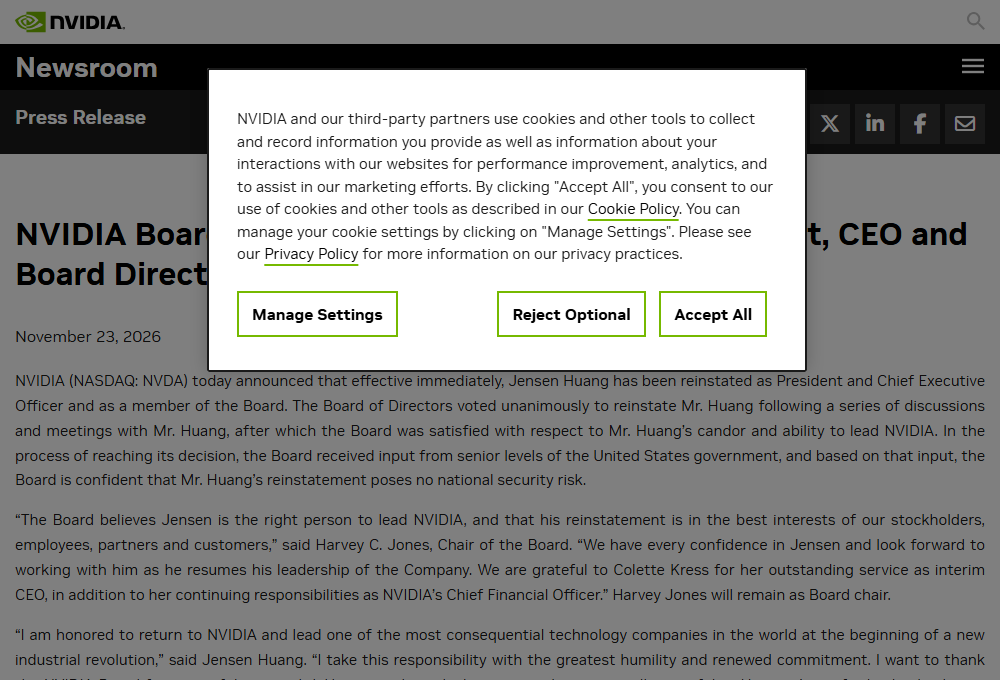 NVIDIA.
Newsroom
Press Release
NVIDIA and our third-party partners use cookies and other tools to collect
and record information you provide as well as information about your
interactions with our websites for performance improvement, analytics, and
to assist in our marketing efforts. By clicking "Accept All", you consent to our
use of cookies and other tools as described in our Cookie Policy. You can
manage your cookie settings by clicking on "Manage Settings". Please see
our Privacy Policy for more information on our privacy practices.
Manage Settings
Reject Optional
Accept All
NVIDIA CEO and
Board
November 23, 2026
NVIDIA (NASDAQ: NVDA) today announced that effective immediately, Jensen Huang has been reinstated as President and Chief Executive
Officer and as a member of the Board. The Board of Directors voted unanimously to reinstate Mr. Huang following a series of discussions
and meetings with Mr. Huang, after which the Board was satisfied with respect to Mr. Huang’s candor and ability to lead NVIDIA. In the
process of reaching its decision, the Board received input from senior levels of the United States government, and based on that input, the
Board is confident that Mr. Huang’s reinstatement poses no national security risk.
“The Board believes Jensen is the right person to lead NVIDIA, and that his reinstatement is in the best interests of our stockholders,
employees, partners and customers,” said Harvey C. Jones, Chair of the Board. “We have every confidence in Jensen and look forward to
working with him as he resumes his leadership of the Company. We are grateful to Colette Kress for her outstanding service as interim
CEO, in addition to her continuing responsibilities as NVIDIA’s Chief Financial Officer.” Harvey Jones will remain as Board chair.
“I am honored to return to NVIDIA and lead one of the most consequential technology companies in the world at the beginning of a new
industrial revolution,” said Jensen Huang. “I take this responsibility with the greatest humility and renewed commitment. I want to thank